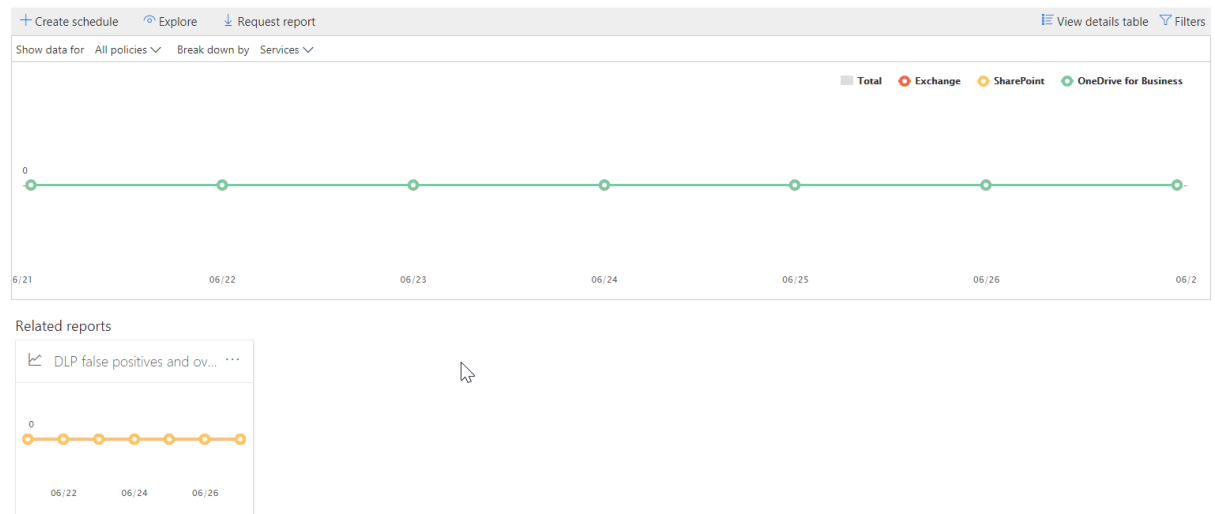 Create schedule Explore Request report View details table Filters
Show data for All policies Break down by Services
Total Exchange SharePoint OneDrive for Business
0
6/21 06/22 06/23 06/24 06/25 06/26 06/2
Related reports
DLP false positives and ov... ...
0
06/22 06/24 06/26